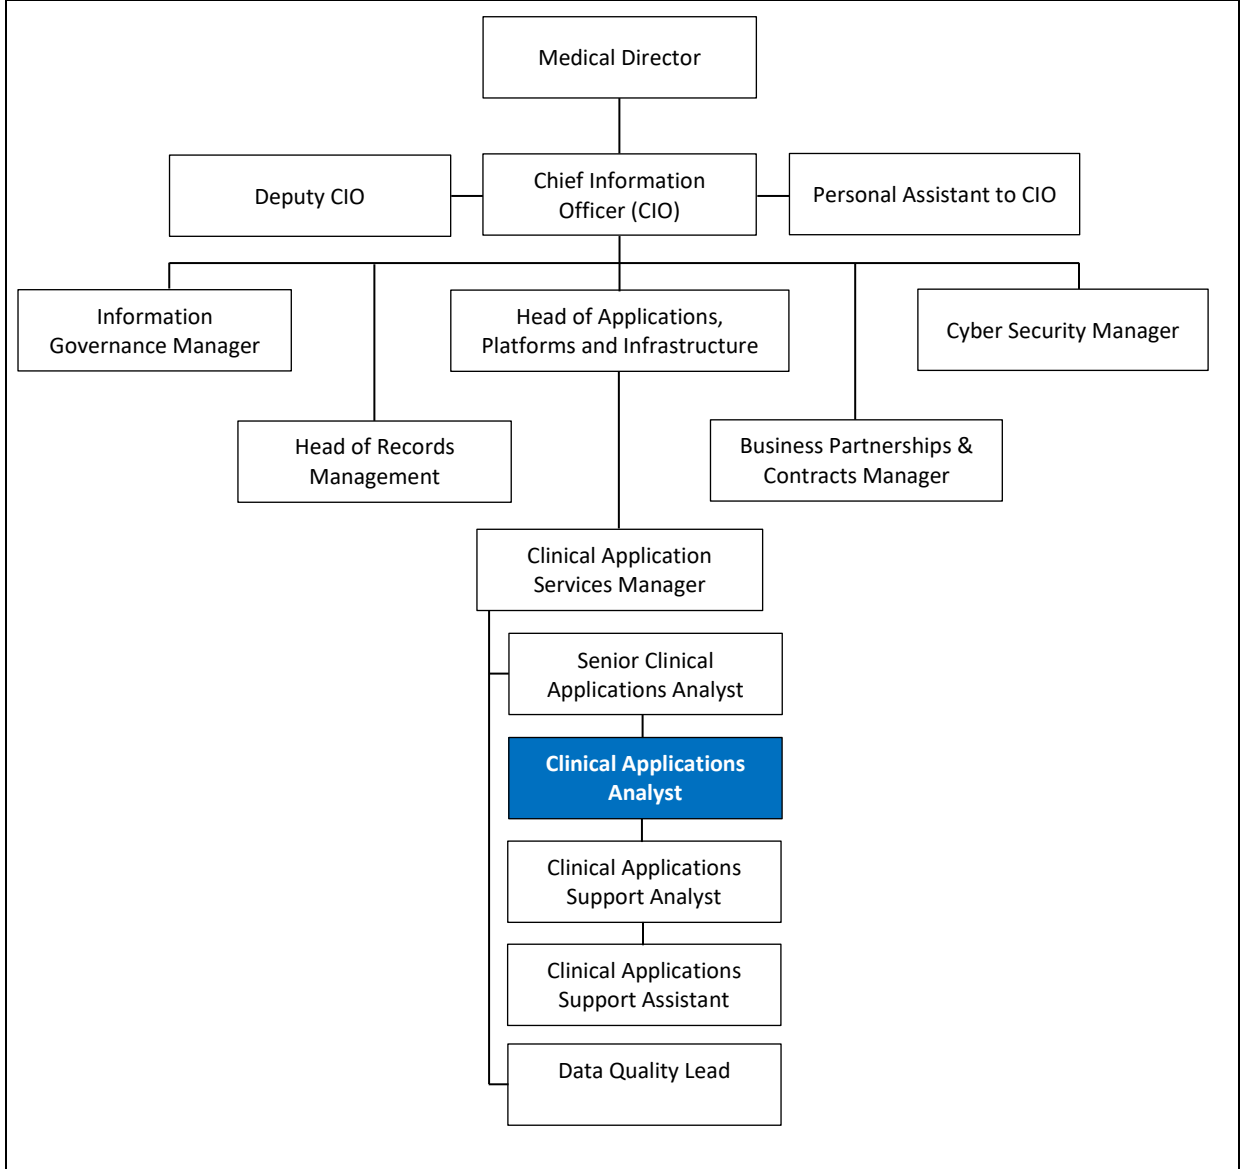 Medical Director
Deputy CIO
Chief Information
Officer (CIO)
Personal Assistant to CIO
Information
Governance Manager
Head of Applications,
Platforms and Infrastructure
Cyber Security Manager
Head of Records
Management
Business Partnerships &
Contracts Manager
Clinical Application
Services Manager
Senior Clinical
Applications Analyst
Clinical Applications
Analyst
Clinical Applications
Support Analyst
Clinical Applications
Support Assistant
Data Quality Lead